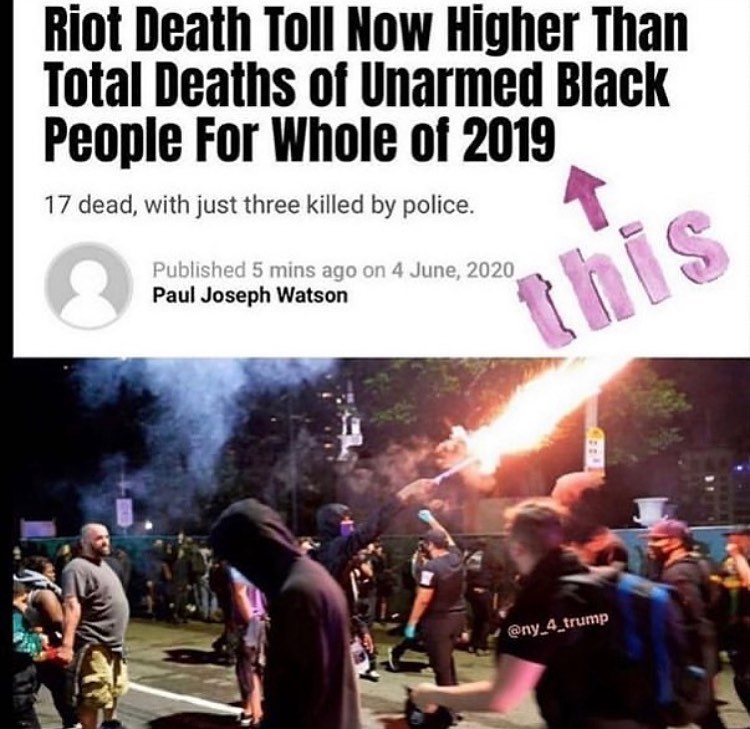 Riot Death Toll Now Higher Than
Total Deaths of Unarmed Black
People For Whole of 2019
17 dead, with just three killed by police.
Published 5 mins ago on 4 June, 2020
Paul Joseph Watson
this
@ny_4_trump